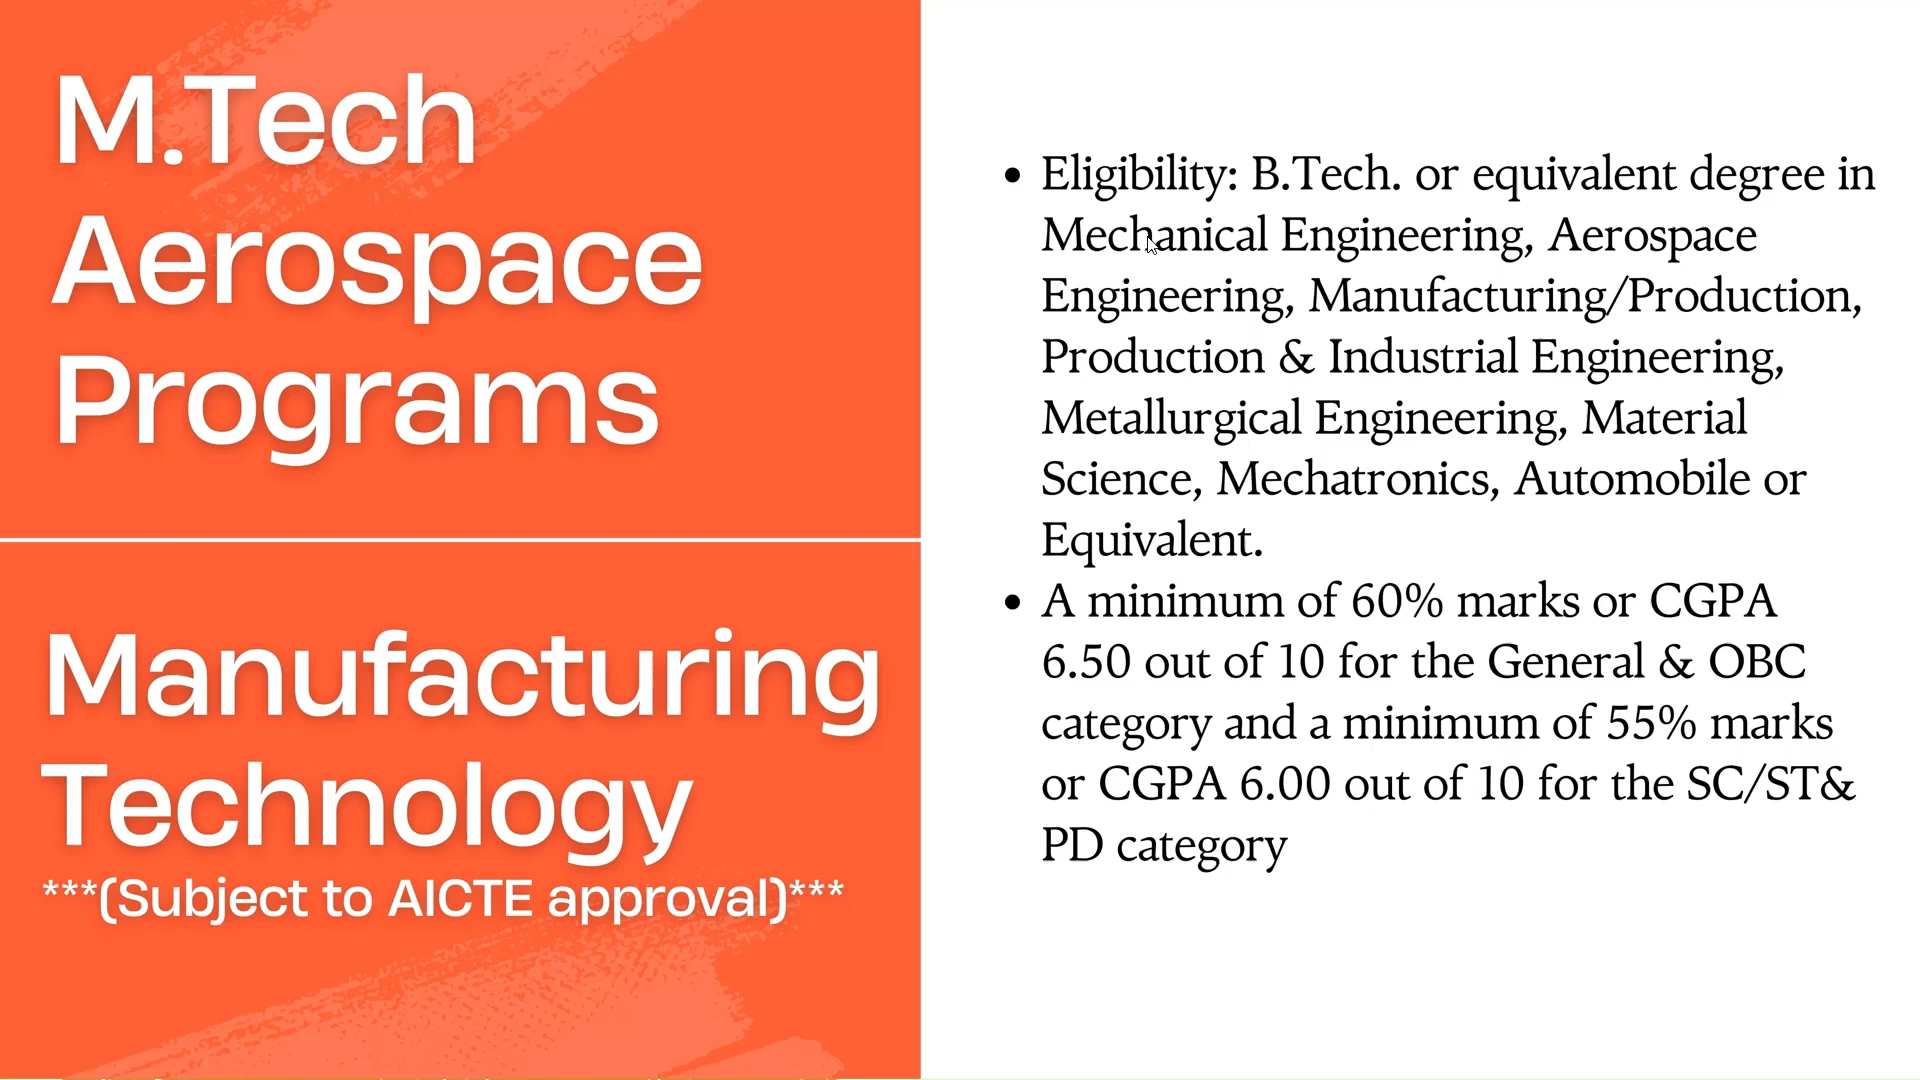 M.Tech
Aerospace
Programs
Manufacturing
Technology
***(Subject to AICTE approval)***
• Eligibility: B.Tech. or equivalent degree in
Mechanical Engineering, Aerospace
Engineering, Manufacturing/Production,
Production & Industrial Engineering,
Metallurgical Engineering, Material
Science, Mechatronics, Automobile or
Equivalent.
• A minimum of 60% marks or CGPA
6.50 out of 10 for the General & OBC
category and a minimum of 55% marks
or CGPA 6.00 out of 10 for the SC/ST&
PD category